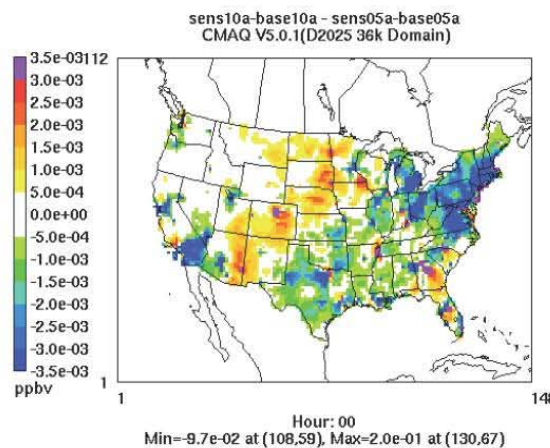 sens10a-base10a - sens05a-base05a
CMAQ V5.0.1(D2025 36k Domain)
3.5e-03
3.0e-03
2.5e-03
2.0e-03
1.5e-03
1.0e-03
5.0e-04
0.0e+00
-5.0e-04
-1.0e-03
-1.5e-03
-2.0e-03
-2.5e-03
-3.0e-03
-3.5e-03
ppbv
112
1
1
148
Hour: 00
Min=-9.7e-02 at (108,59), Max=2.0e-01 at (130,67)